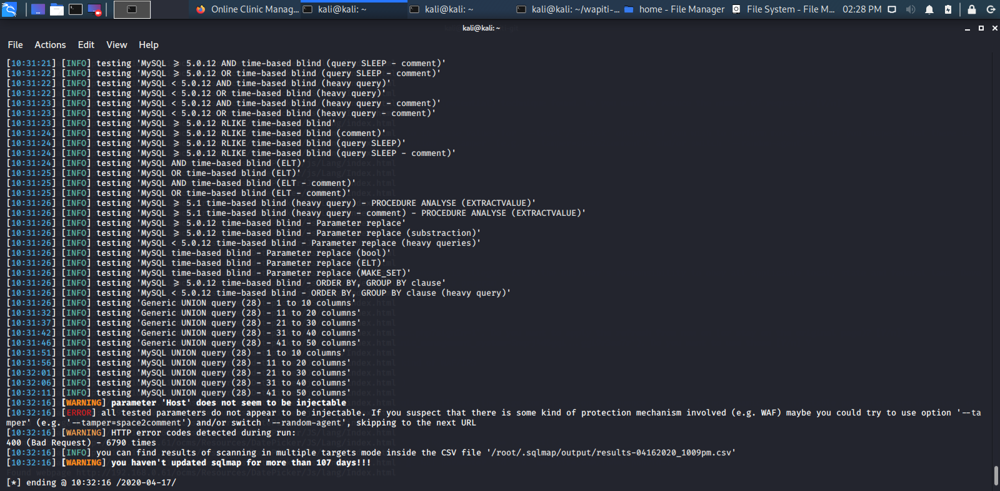 Online Clinic Manag...
kali@kali: ~
kali@kali: ~
kali@kali: ~/wapiti-...
home - File Manager
File System - File M...
02:28 PM
kali@kali: ~
File Actions Edit View Help
[10:31:21] [INFO] testing 'MySQL ≥ 5.0.12 AND time-based blind (query SLEEP - comment)'
[10:31:22] [INFO] testing 'MySQL ≥ 5.0.12 OR time-based blind (query SLEEP - comment)'
[10:31:22] [INFO] testing 'MySQL < 5.0.12 AND time-based blind (heavy query)'
[10:31:22] [INFO] testing 'MySQL < 5.0.12 OR time-based blind (heavy query)'
[10:31:23] [INFO] testing 'MySQL < 5.0.12 AND time-based blind (heavy query - comment)'
[10:31:23] [INFO] testing 'MySQL < 5.0.12 OR time-based blind (heavy query - comment)'
[10:31:23] [INFO] testing 'MySQL ≥ 5.0.12 RLIKE time-based blind'
[10:31:24] [INFO] testing 'MySQL ≥ 5.0.12 RLIKE time-based blind (comment)'
[10:31:24] [INFO] testing 'MySQL ≥ 5.0.12 RLIKE time-based blind (query SLEEP)'
[10:31:24] [INFO] testing 'MySQL ≥ 5.0.12 RLIKE time-based blind (query SLEEP - comment)'
[10:31:24] [INFO] testing 'MySQL AND time-based blind (ELT)'
[10:31:25] [INFO] testing 'MySQL OR time-based blind (ELT)'
[10:31:25] [INFO] testing 'MySQL AND time-based blind (ELT - comment)'
[10:31:25] [INFO] testing 'MySQL OR time-based blind (ELT - comment)'
[10:31:26] [INFO] testing 'MySQL ≥ 5.1 time-based blind (heavy query) - PROCEDURE ANALYSE (EXTRACTVALUE)'
[10:31:26] [INFO] testing 'MySQL ≥ 5.1 time-based blind (heavy query - comment) - PROCEDURE ANALYSE (EXTRACTVALUE)'
[10:31:26] [INFO] testing 'MySQL ≥ 5.0.12 time-based blind - Parameter replace'
[10:31:26] [INFO] testing 'MySQL ≥ 5.0.12 time-based blind - Parameter replace (substraction)'
[10:31:26] [INFO] testing 'MySQL < 5.0.12 time-based blind - Parameter replace (heavy queries)'
[10:31:26] [INFO] testing 'MySQL time-based blind - Parameter replace (bool)'
[10:31:26] [INFO] testing 'MySQL time-based blind - Parameter replace (ELT)'
[10:31:26] [INFO] testing 'MySQL time-based blind - Parameter replace (MAKE_SET)'
[10:31:26] [INFO] testing 'MySQL ≥ 5.0.12 time-based blind - ORDER BY, GROUP BY clause'
[10:31:26] [INFO] testing 'MySQL < 5.0.12 time-based blind - ORDER BY, GROUP BY clause (heavy query)'
[10:31:26] [INFO] testing 'Generic UNION query (28) - 1 to 10 columns'
[10:31:32] [INFO] testing 'Generic UNION query (28) - 11 to 20 columns'
[10:31:37] [INFO] testing 'Generic UNION query (28) - 21 to 30 columns'
[10:31:42] [INFO] testing 'Generic UNION query (28) - 31 to 40 columns'
[10:31:46] [INFO] testing 'Generic UNION query (28) - 41 to 50 columns'
[10:31:51] [INFO] testing 'MySQL UNION query (28) - 1 to 10 columns'
[10:31:56] [INFO] testing 'MySQL UNION query (28) - 11 to 20 columns'
[10:32:01] [INFO] testing 'MySQL UNION query (28) - 21 to 30 columns'
[10:32:06] [INFO] testing 'MySQL UNION query (28) - 31 to 40 columns'
[10:32:11] [INFO] testing 'MySQL UNION query (28) - 41 to 50 columns'
[10:32:16] [WARNING] parameter 'Host' does not seem to be injectable
[10:32:16] [ERROR] all tested parameters do not appear to be injectable. If you suspect that there is some kind of protection mechanism involved (e.g. WAF) maybe you could try to use option '--ta
mper' (e.g. '--tamper=space2comment') and/or switch '--random-agent', skipping to the next URL
[10:32:16] [WARNING] HTTP error codes detected during run:
400 (Bad Request) - 6790 times
[10:32:16] [INFO] you can find results of scanning in multiple targets mode inside the CSV file '/root/.sqlmap/output/results-04162020_1009pm.csv'
[10:32:16] [WARNING] you haven't updated sqlmap for more than 107 days!!!
Found webpage http://192.168.0.61/ocms/Resources/DatePicker/Js/lang/Index.html
[*] ending @ 10:32:16 /2020-04-17/